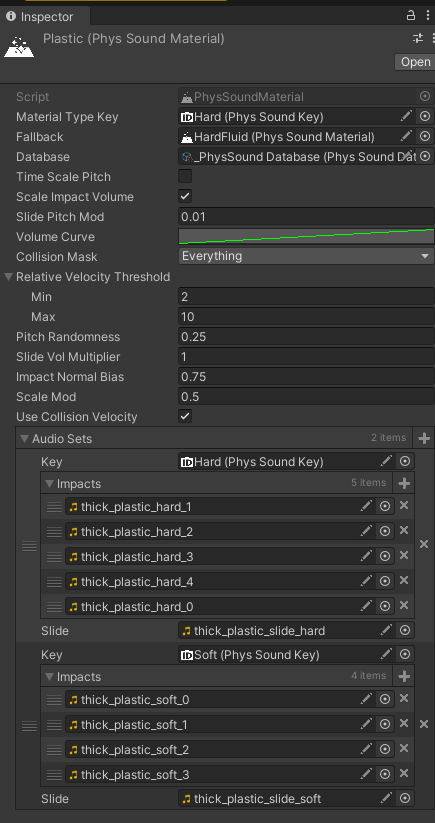 Inspector
Plastic (Phys Sound Material)
Open
Script PhysSoundMaterial
Material Type Key Hard (Phys Sound Key)
Fallback HardFluid (Phys Sound Material)
Database _PhysSound Database (Phys Sound Dat
Time Scale Pitch
Scale Impact Volume
Slide Pitch Mod 0.01
Volume Curve
Collision Mask Everything
Relative Velocity Threshold
Min 2
Max 10
Pitch Randomness 0.25
Slide Vol Multiplier 1
Impact Normal Bias 0.75
Scale Mod 0.5
Use Collision Velocity
Audio Sets 2 items
Key Hard (Phys Sound Key)
Impacts 5 items
thick_plastic_hard_1
thick_plastic_hard_2
thick_plastic_hard_3
thick_plastic_hard_4
thick_plastic_hard_0
Slide thick_plastic_slide_hard
Key Soft (Phys Sound Key)
Impacts 4 items
thick_plastic_soft_0
thick_plastic_soft_1
thick_plastic_soft_2
thick_plastic_soft_3
Slide thick_plastic_slide_soft